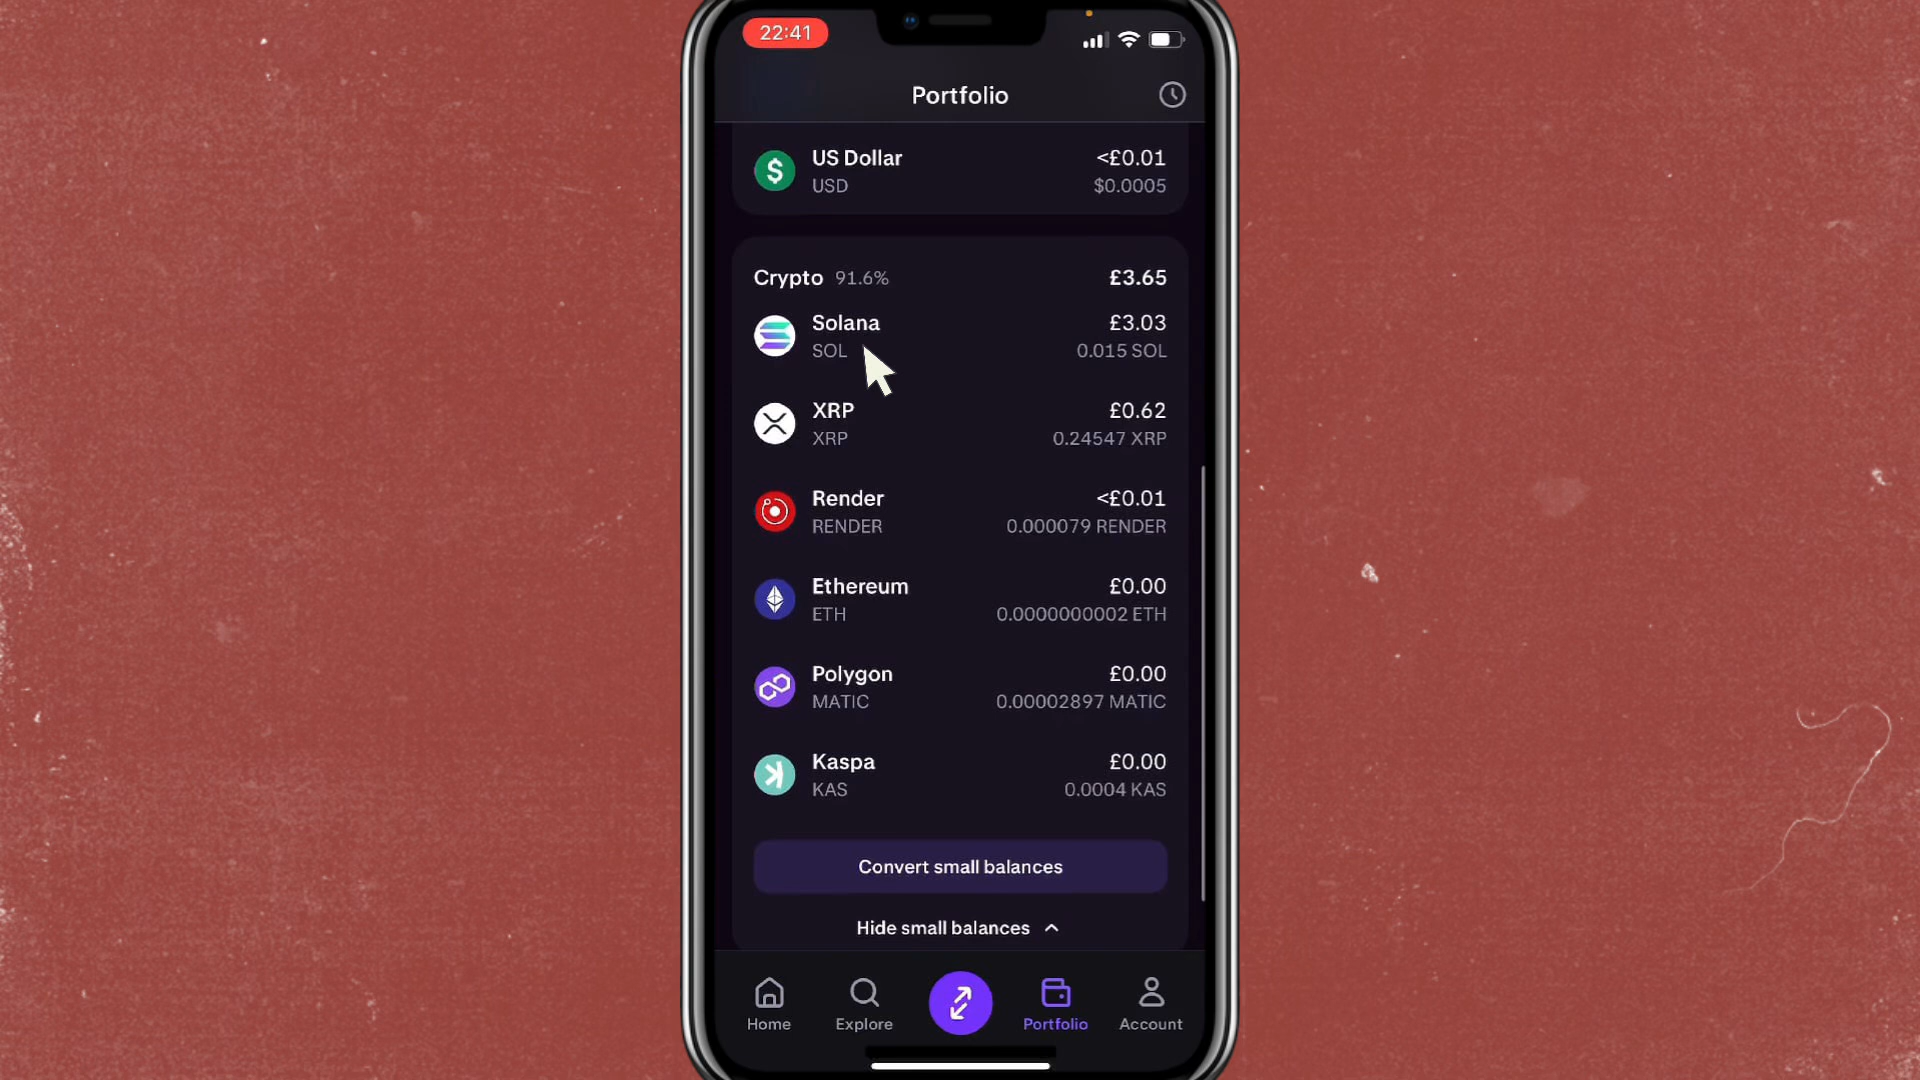 22:41
Portfolio
US Dollar <£0.01
USD $0.0005
Crypto 91.6% £3.65
Solana £3.03
SOL 0.015 SOL
XRP £0.62
XRP 0.24547 XRP
Render <£0.01
RENDER 0.000079 RENDER
Ethereum £0.00
ETH 0.0000000002 ETH
Polygon £0.00
MATIC 0.00002897 MATIC
Kaspa £0.00
KAS 0.0004 KAS
Convert small balances
Hide small balances
Home Explore Portfolio Account